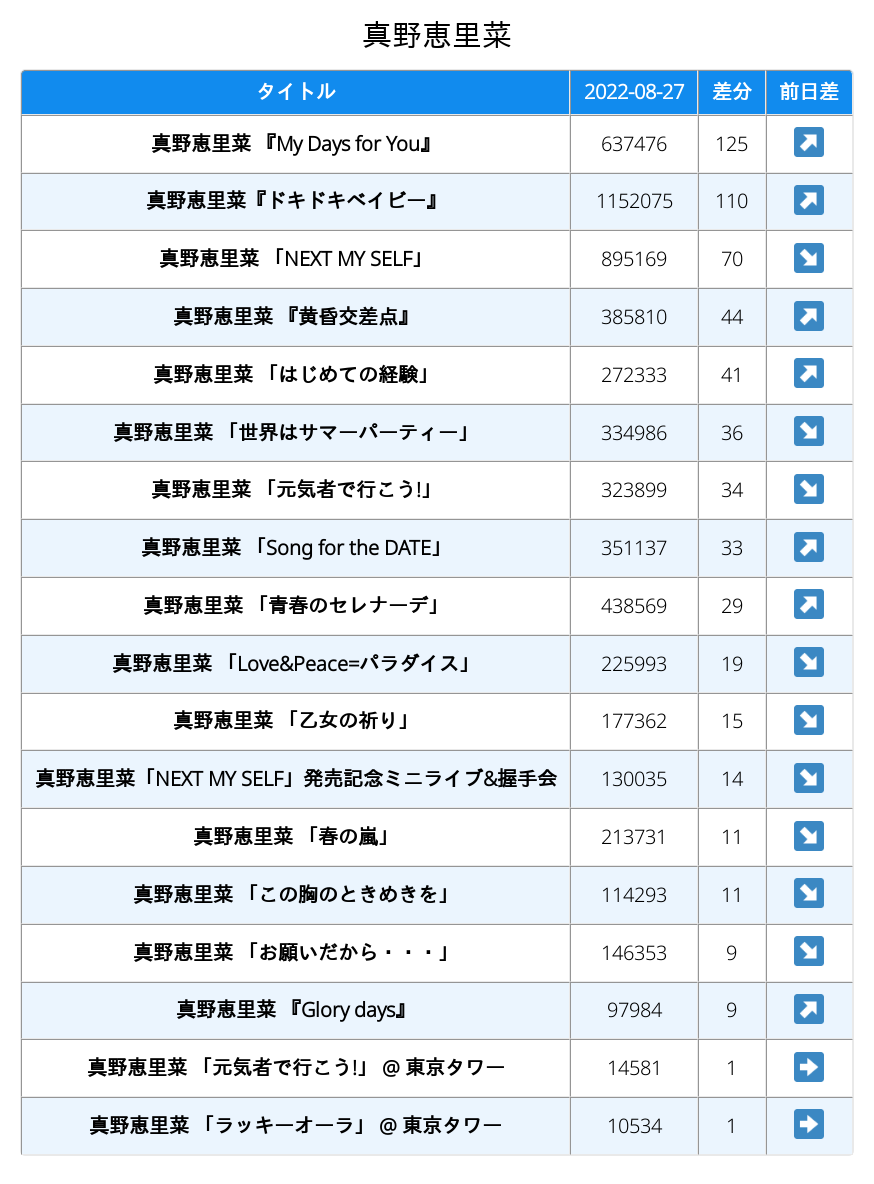 真野恵里菜
タイトル 2022-08-27 差分 前日差
真野恵里菜 『My Days for You』 637476 125 ↗
真野恵里菜『ドキドキベイビー』 1152075 110 ↗
真野恵里菜 「NEXT MY SELF」 895169 70 ↘
真野恵里菜 『黄昏交差点』 385810 44 ↗
真野恵里菜 「はじめての経験」 272333 41 ↗
真野恵里菜 「世界はサマーパーティー」 334986 36 ↘
真野恵里菜 「元気者で行こう!」 323899 34 ↘
真野恵里菜 「Song for the DATE」 351137 33 ↗
真野恵里菜 「青春のセレナーデ」 438569 29 ↗
真野恵里菜 「Love&Peace=パラダイス」 225993 19 ↘
真野恵里菜 「乙女の祈り」 177362 15 ↘
真野恵里菜「NEXT MY SELF」発売記念ミニライブ&握手会 130035 14 ↘
真野恵里菜 「春の嵐」 213731 11 ↘
真野恵里菜 「この胸のときめきを」 114293 11 ↘
真野恵里菜 「お願いだから・・・」 146353 9 ↘
真野恵里菜 『Glory days』 97984 9 ↗
真野恵里菜 「元気者で行こう!」 @ 東京タワー 14581 1 ➡
真野恵里菜 「ラッキーオーラ」 @ 東京タワー 10534 1 ➡